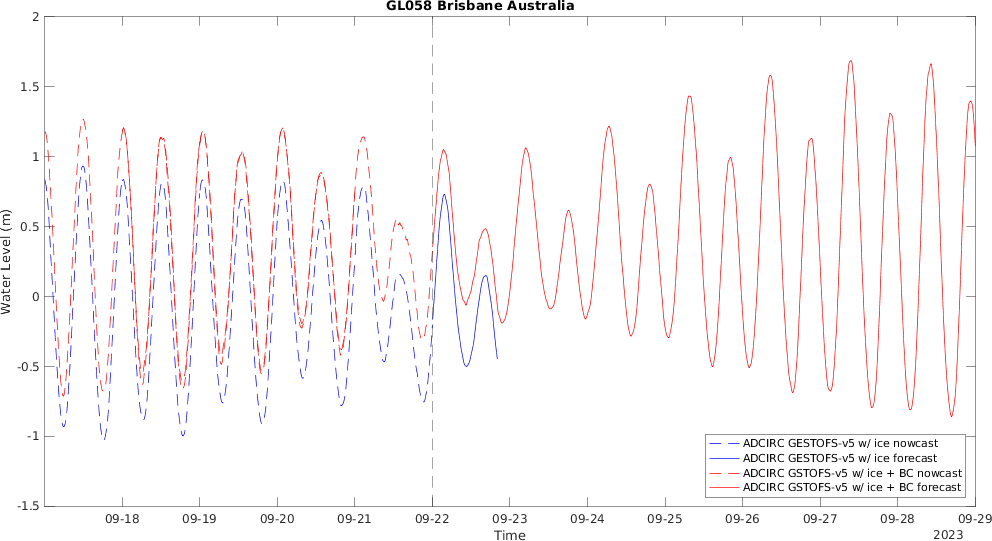 GL058 Brisbane Australia
2
1.5
1
0.5
0
-0.5
-1
-1.5
Water Level (m)
ADCIRC GESTOFS-v5 w/ ice nowcast
ADCIRC GESTOFS-v5 w/ ice forecast
ADCIRC GSTOFS-v5 w/ ice + BC nowcast
ADCIRC GSTOFS-v5 w/ ice + BC forecast
09-18 09-19 09-20 09-21 09-22 09-23 09-24 09-25 09-26 09-27 09-28 09-29
Time
2023